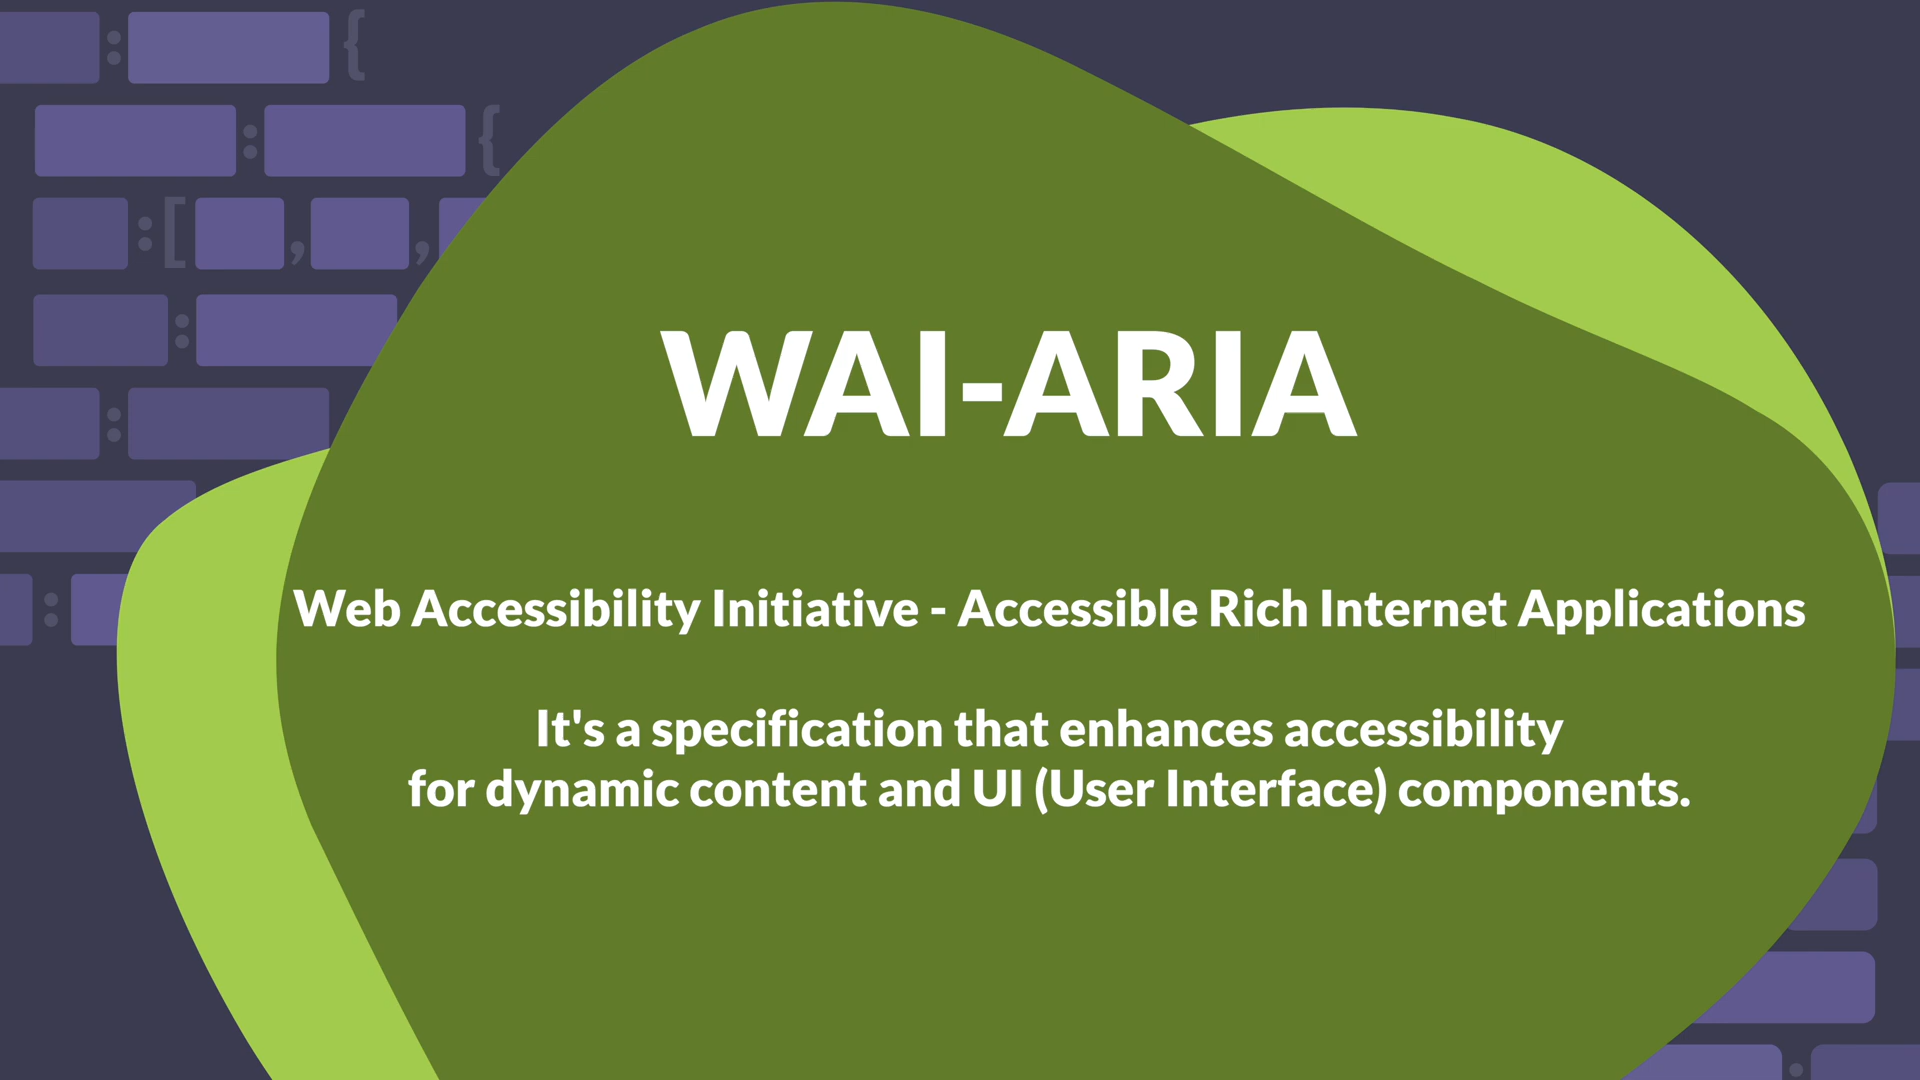 WAI-ARIA
Web Accessibility Initiative - Accessible Rich Internet Applications
It's a specification that enhances accessibility
for dynamic content and UI (User Interface) components.